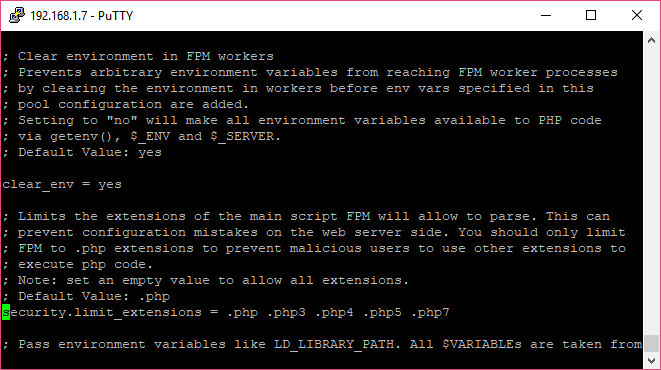 192.168.1.7 - PuTTY
; Clear environment in FPM workers
; Prevents arbitrary environment variables from reaching FPM worker processes
; by clearing the environment in workers before env vars specified in this
; pool configuration are added.
; Setting to "no" will make all environment variables available to PHP code
; via getenv(), $_ENV and $_SERVER.
; Default Value: yes
clear_env = yes
; Limits the extensions of the main script FPM will allow to parse. This can
; prevent configuration mistakes on the web server side. You should only limit
; FPM to .php extensions to prevent malicious users to use other extensions to
; execute php code.
; Note: set an empty value to allow all extensions.
; Default Value: .php
security.limit_extensions = .php .php3 .php4 .php5 .php7
; Pass environment variables like LD_LIBRARY_PATH. All $VARIABLEs are taken from